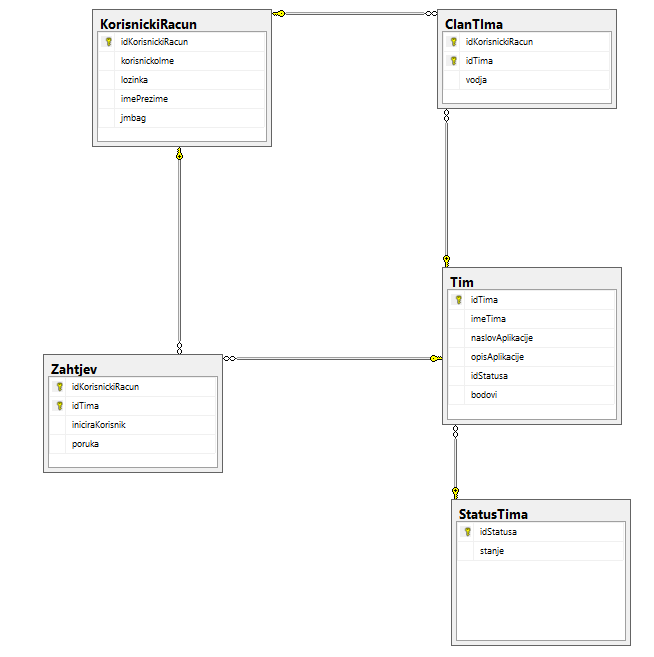 KorisnickiRacun
idKorisnickiRacun
korisnickoIme
lozinka
imePrezime
jmbag
ClanTIma
idKorisnickiRacun
idTima
vodja
Tim
idTima
imeTima
naslovAplikacije
opisAplikacije
idStatusa
bodovi
Zahtjev
idKorisnickiRacun
idTima
iniciraKorisnik
poruka
StatusTima
idStatusa
stanje